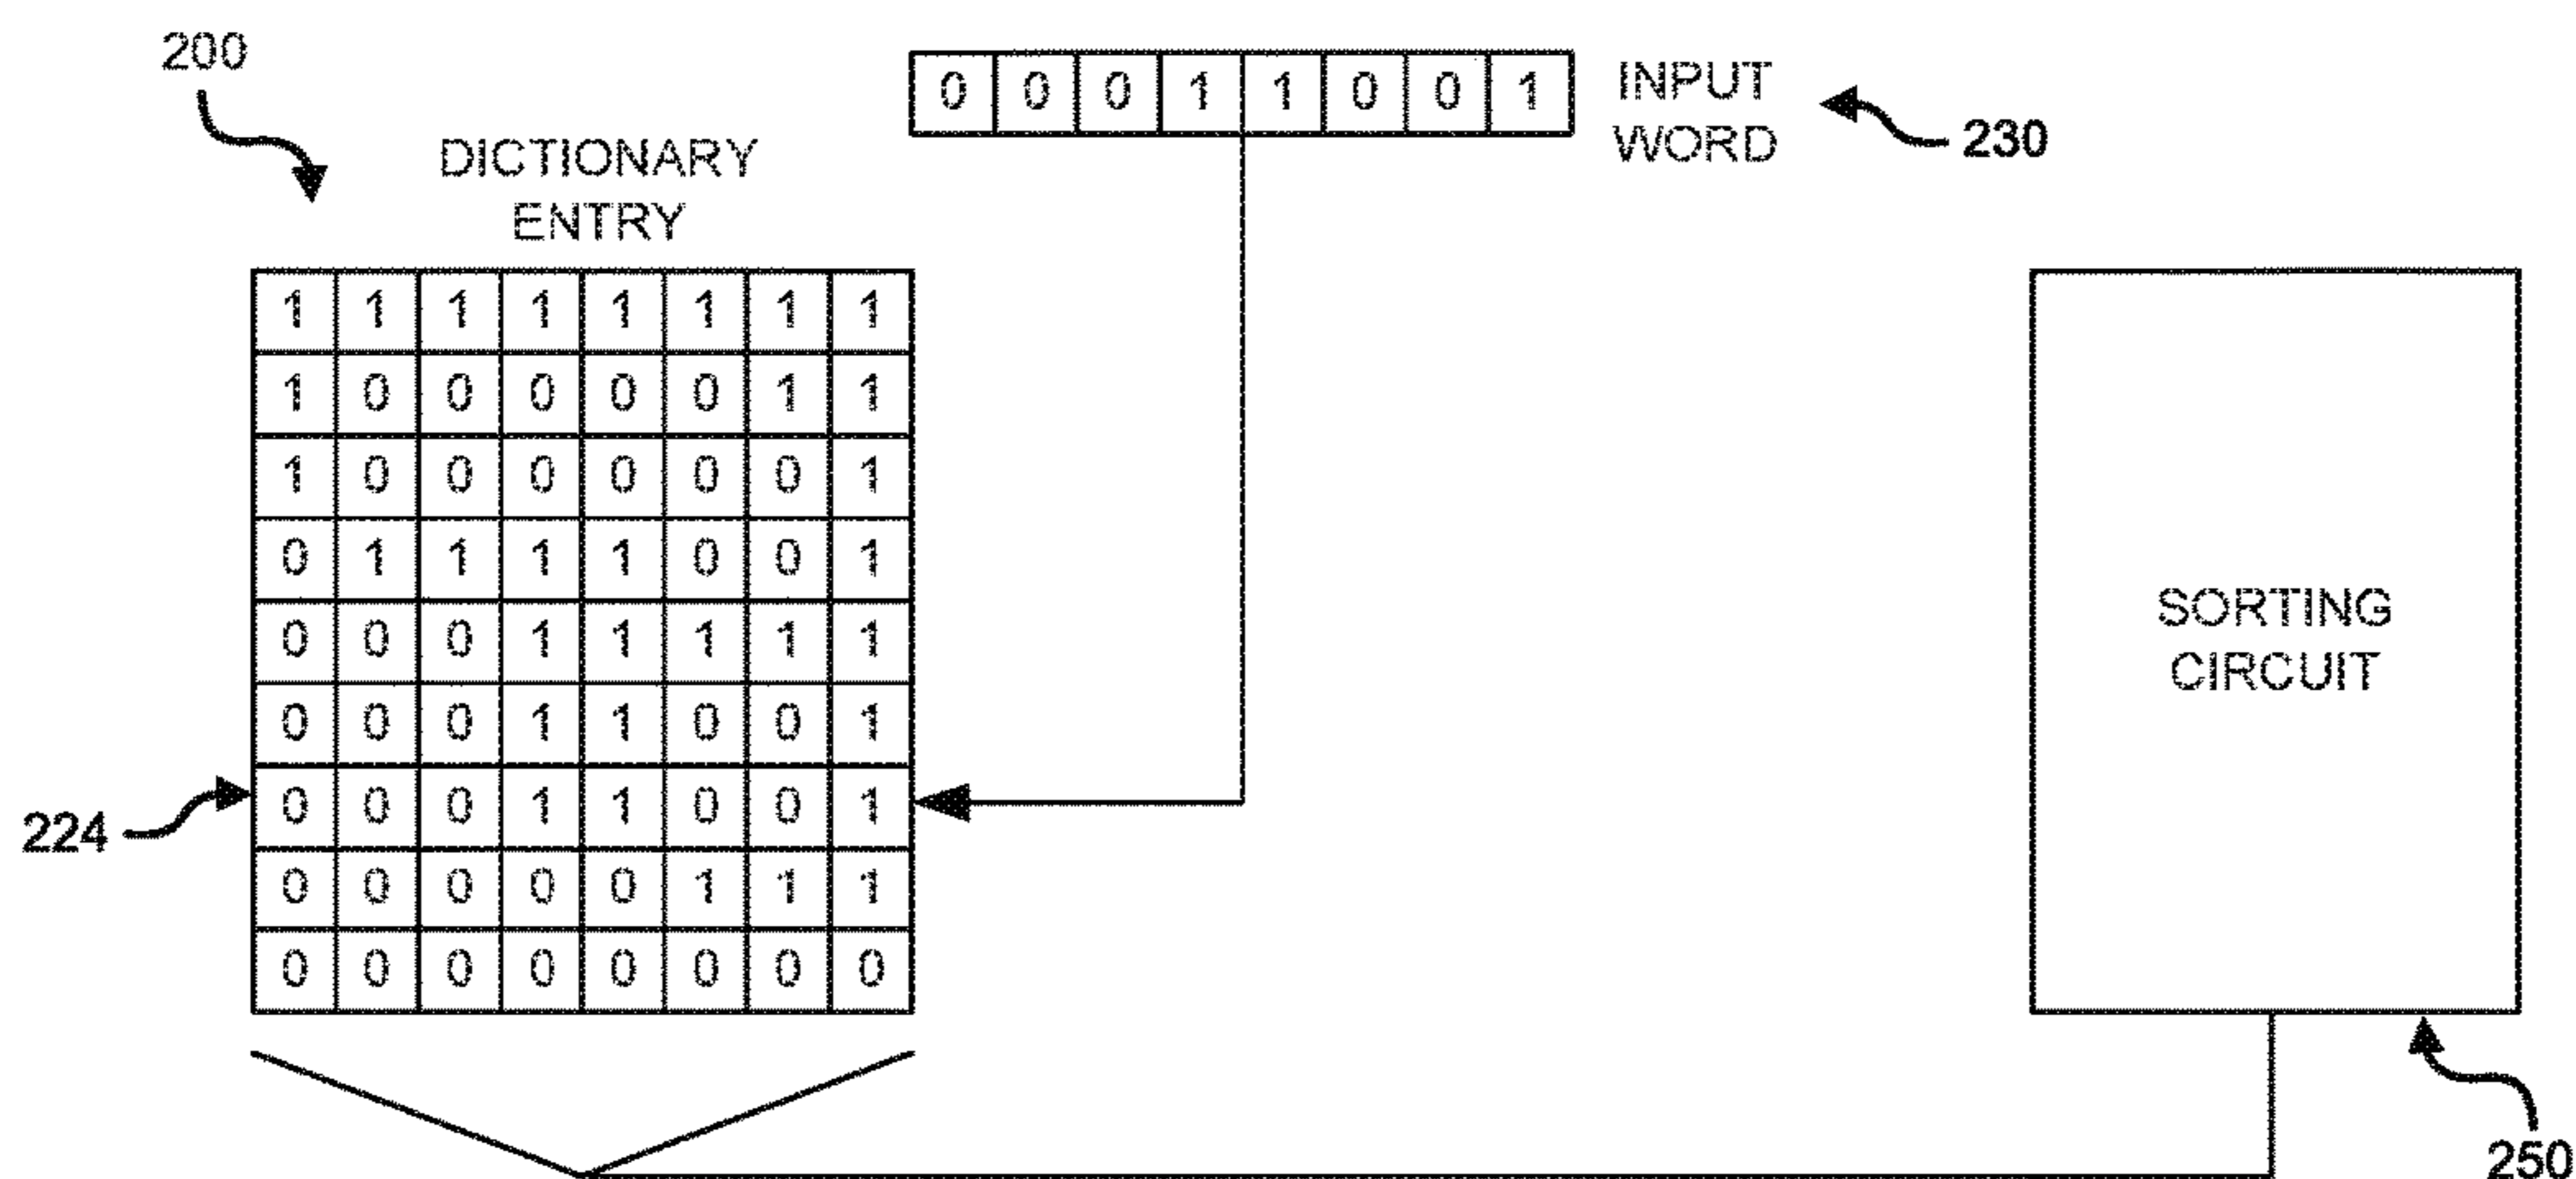 200
0 0 0 1 1 0 0 1
INPUT
WORD
230
DICTIONARY
ENTRY
1 1 1 1 1 1 1 1
1 0 0 0 0 0 1 1
1 0 0 0 0 0 0 1
0 1 1 1 1 0 0 1
0 0 0 1 1 1 1 1
0 0 0 1 1 0 0 1
0 0 0 1 1 0 0 1
0 0 0 0 0 1 1 1
0 0 0 0 0 0 0 0
224
SORTING
CIRCUIT
250